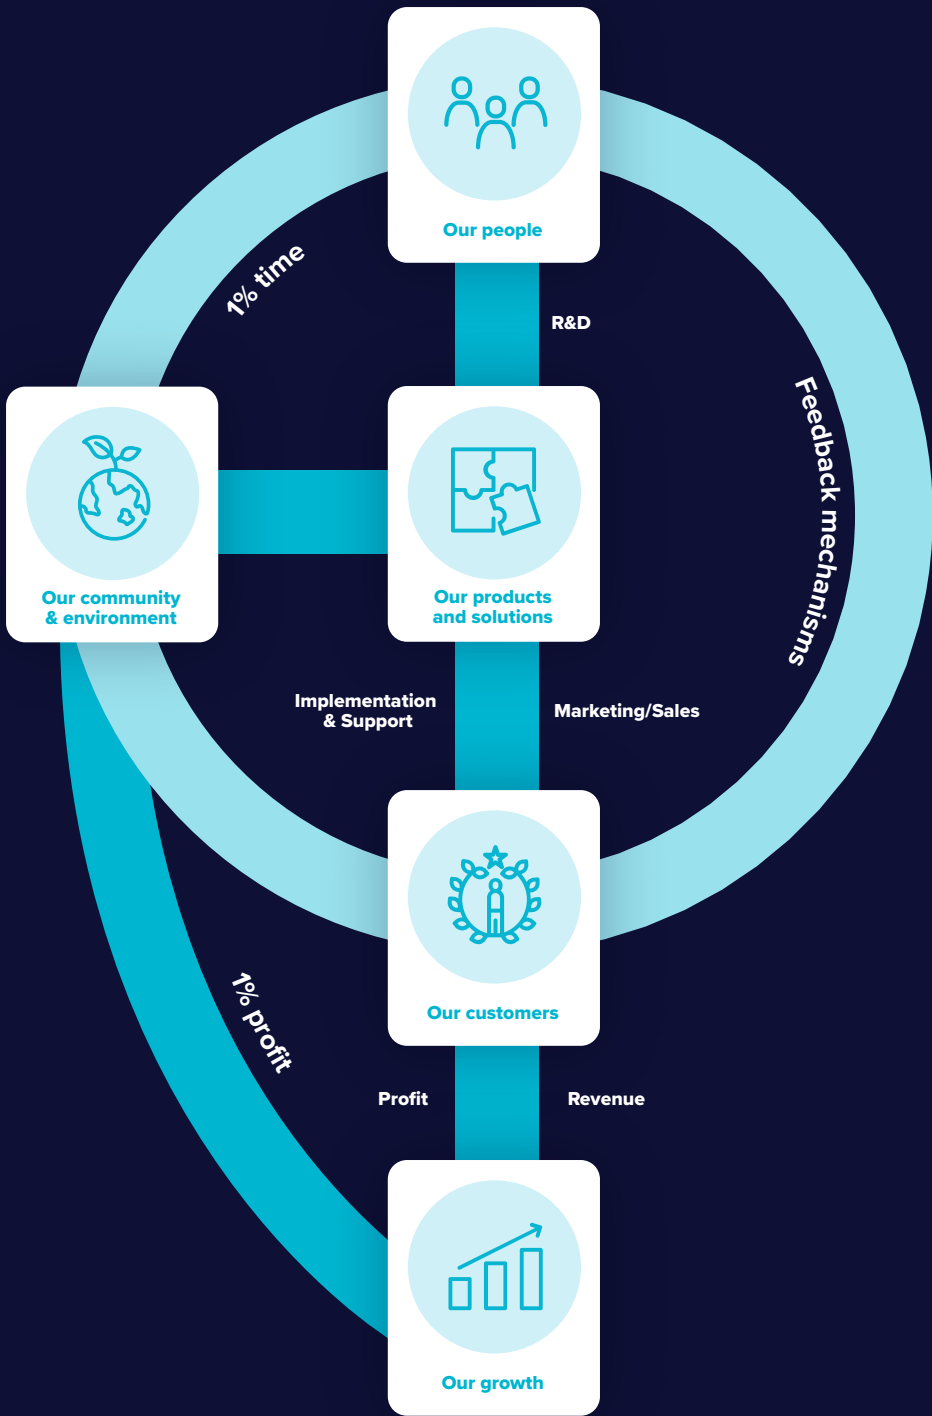 Our people
1% time
R&D
Feedback mechanisms
Our community
& environment
Our products
and solutions
Implementation
& Support
Marketing/Sales
Our customers
1% profit
Profit
Revenue
Our growth